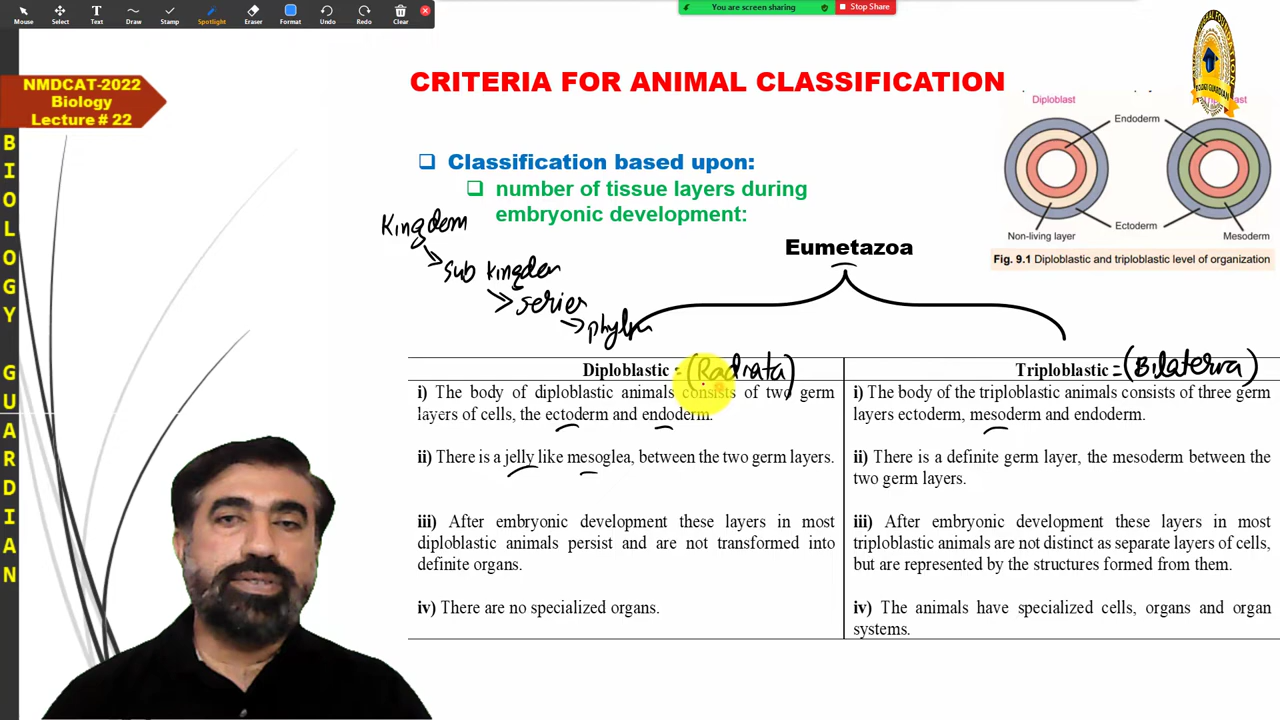 Mouse Select Text Draw Stamp Spotlight Eraser Format Undo Redo Clear
You are screen sharing Stop Share
NMDCAT-2022
Biology
Lecture # 22
BIOLOGY GUARDIAN
CRITERIA FOR ANIMAL CLASSIFICATION
Classification based upon:
number of tissue layers during
embryonic development:
Diploblast
Endoderm
Ectoderm
Non-living layer
Mesoderm
Fig. 9.1 Diploblastic and triploblastic level of organization
Kingdom
sub kingdom
series
phylum
Eumetazoa
Diploblastic = (Radiata)
i) The body of diploblastic animals consists of two germ
layers of cells, the ectoderm and endoderm.
ii) There is a jelly like mesoglea, between the two germ layers.
iii) After embryonic development these layers in most
diploblastic animals persist and are not transformed into
definite organs.
iv) There are no specialized organs.
Triploblastic = (Bilateria)
i) The body of the triploblastic animals consists of three germ
layers ectoderm, mesoderm and endoderm.
ii) There is a definite germ layer, the mesoderm between the
two germ layers.
iii) After embryonic development these layers in most
triploblastic animals are not distinct as separate layers of cells,
but are represented by the structures formed from them.
iv) The animals have specialized cells, organs and organ
systems.